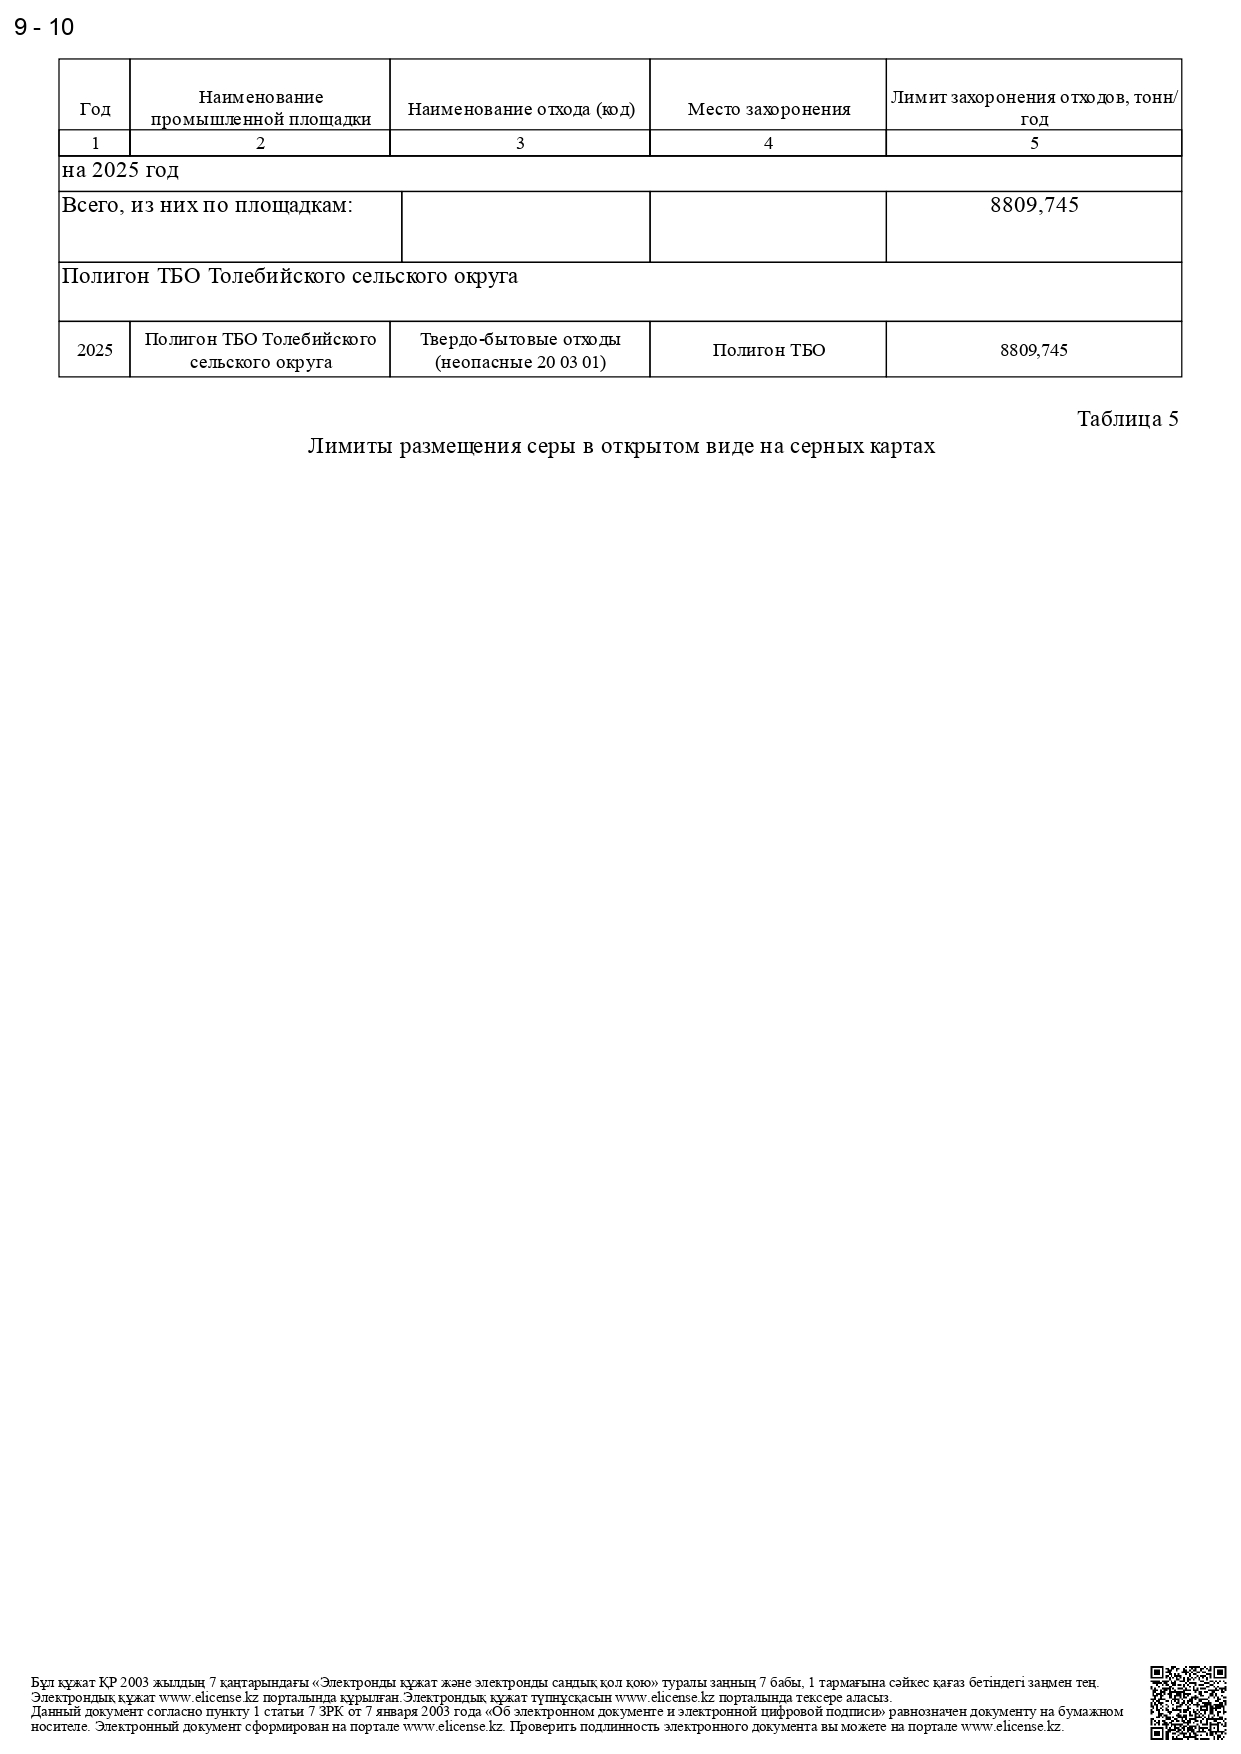 9 - 10
Год
Наименование
промышленной площадки
Наименование отхода (код)
Место захоронения
Лимит захоронения отходов, тонн/
год
1 2 3 4 5
на 2025 год
Всего, из них по площадкам: 8809,745
Полигон ТБО Толебийского сельского округа
2025
Полигон ТБО Толебийского
сельского округа
Твердо-бытовые отходы
(неопасные 20 03 01)
Полигон ТБО
8809,745
Таблица 5
Лимиты размещения серы в открытом виде на серных картах
Бұл құжат ҚР 2003 жылдың 7 қаңтарындағы «Электронды құжат және электронды сандық қол қою» туралы заңның 7 бабы, 1 тармағына сәйкес қағаз бетіндегі заңмен тең.
Электрондық құжат www.elicense.kz порталында құрылған.Электрондық құжат түпнұсқасын www.elicense.kz порталында тексере аласыз.
Данный документ согласно пункту 1 статьи 7 ЗРК от 7 января 2003 года «Об электронном документе и электронной цифровой подписи» равнозначен документу на бумажном
носителе. Электронный документ сформирован на портале www.elicense.kz. Проверить подлинность электронного документа вы можете на портале www.elicense.kz.